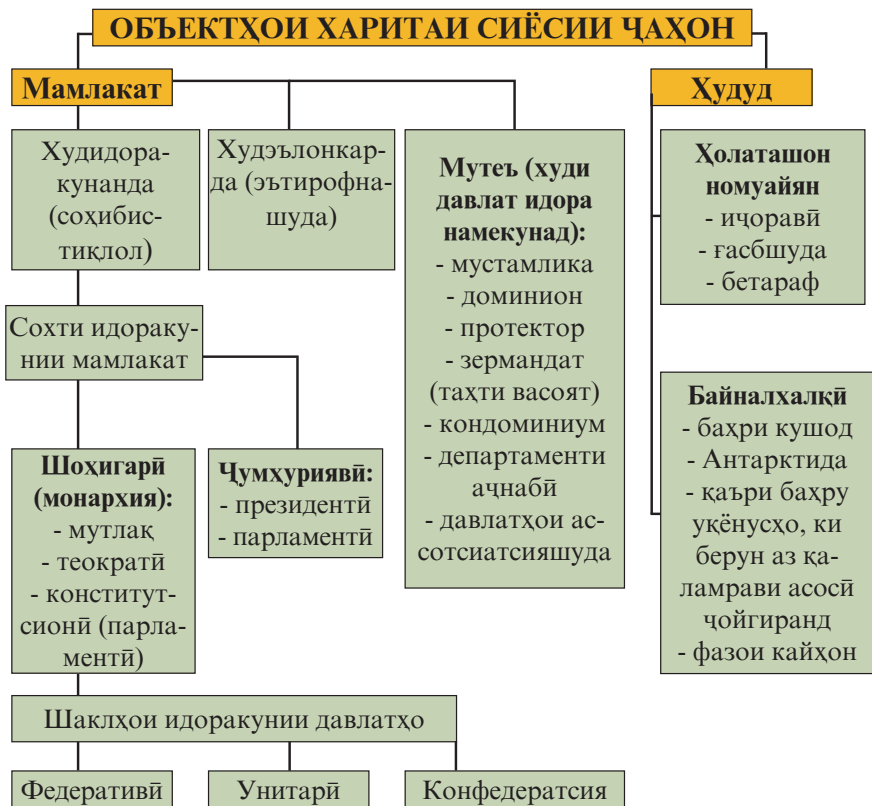 ОБЪЕКТҲОИ ХАРИТАИ СИЁСИИ ҶАҲОН
Мамлакат
Ҳудуд
Худидора-
кунанда
(соҳибис-
тиқлол)
Худэълонкар-
да (эътирофна-
шуда)
Мутеъ (худи
давлат идора
намекунад):
- мустамлика
- доминион
- протектор
- зермандат
(таҳти васоят)
- кондоминиум
- департаменти
аҷнабӣ
- давлатҳои ас-
сотсиатсияшуда
Ҳолаташон
номуайян
- иҷоравӣ
- ғасбшуда
- бетараф
Сохти идораку-
нии мамлакат
Шоҳигарӣ
(монархия):
- мутлақ
- теократӣ
- конститут-
сионӣ (парла-
ментӣ)
Ҷумҳуриявӣ:
- президентӣ
- парламентӣ
Байналхалқӣ
- баҳри кушод
- Антарктида
- қаъри баҳру
уқёнусҳо, ки
берун аз қа-
ламрави асосӣ
ҷойгиранд
- фазои кайҳон
Шаклҳои идоракунии давлатҳо
Федеративӣ
Унитарӣ
Конфедератсия